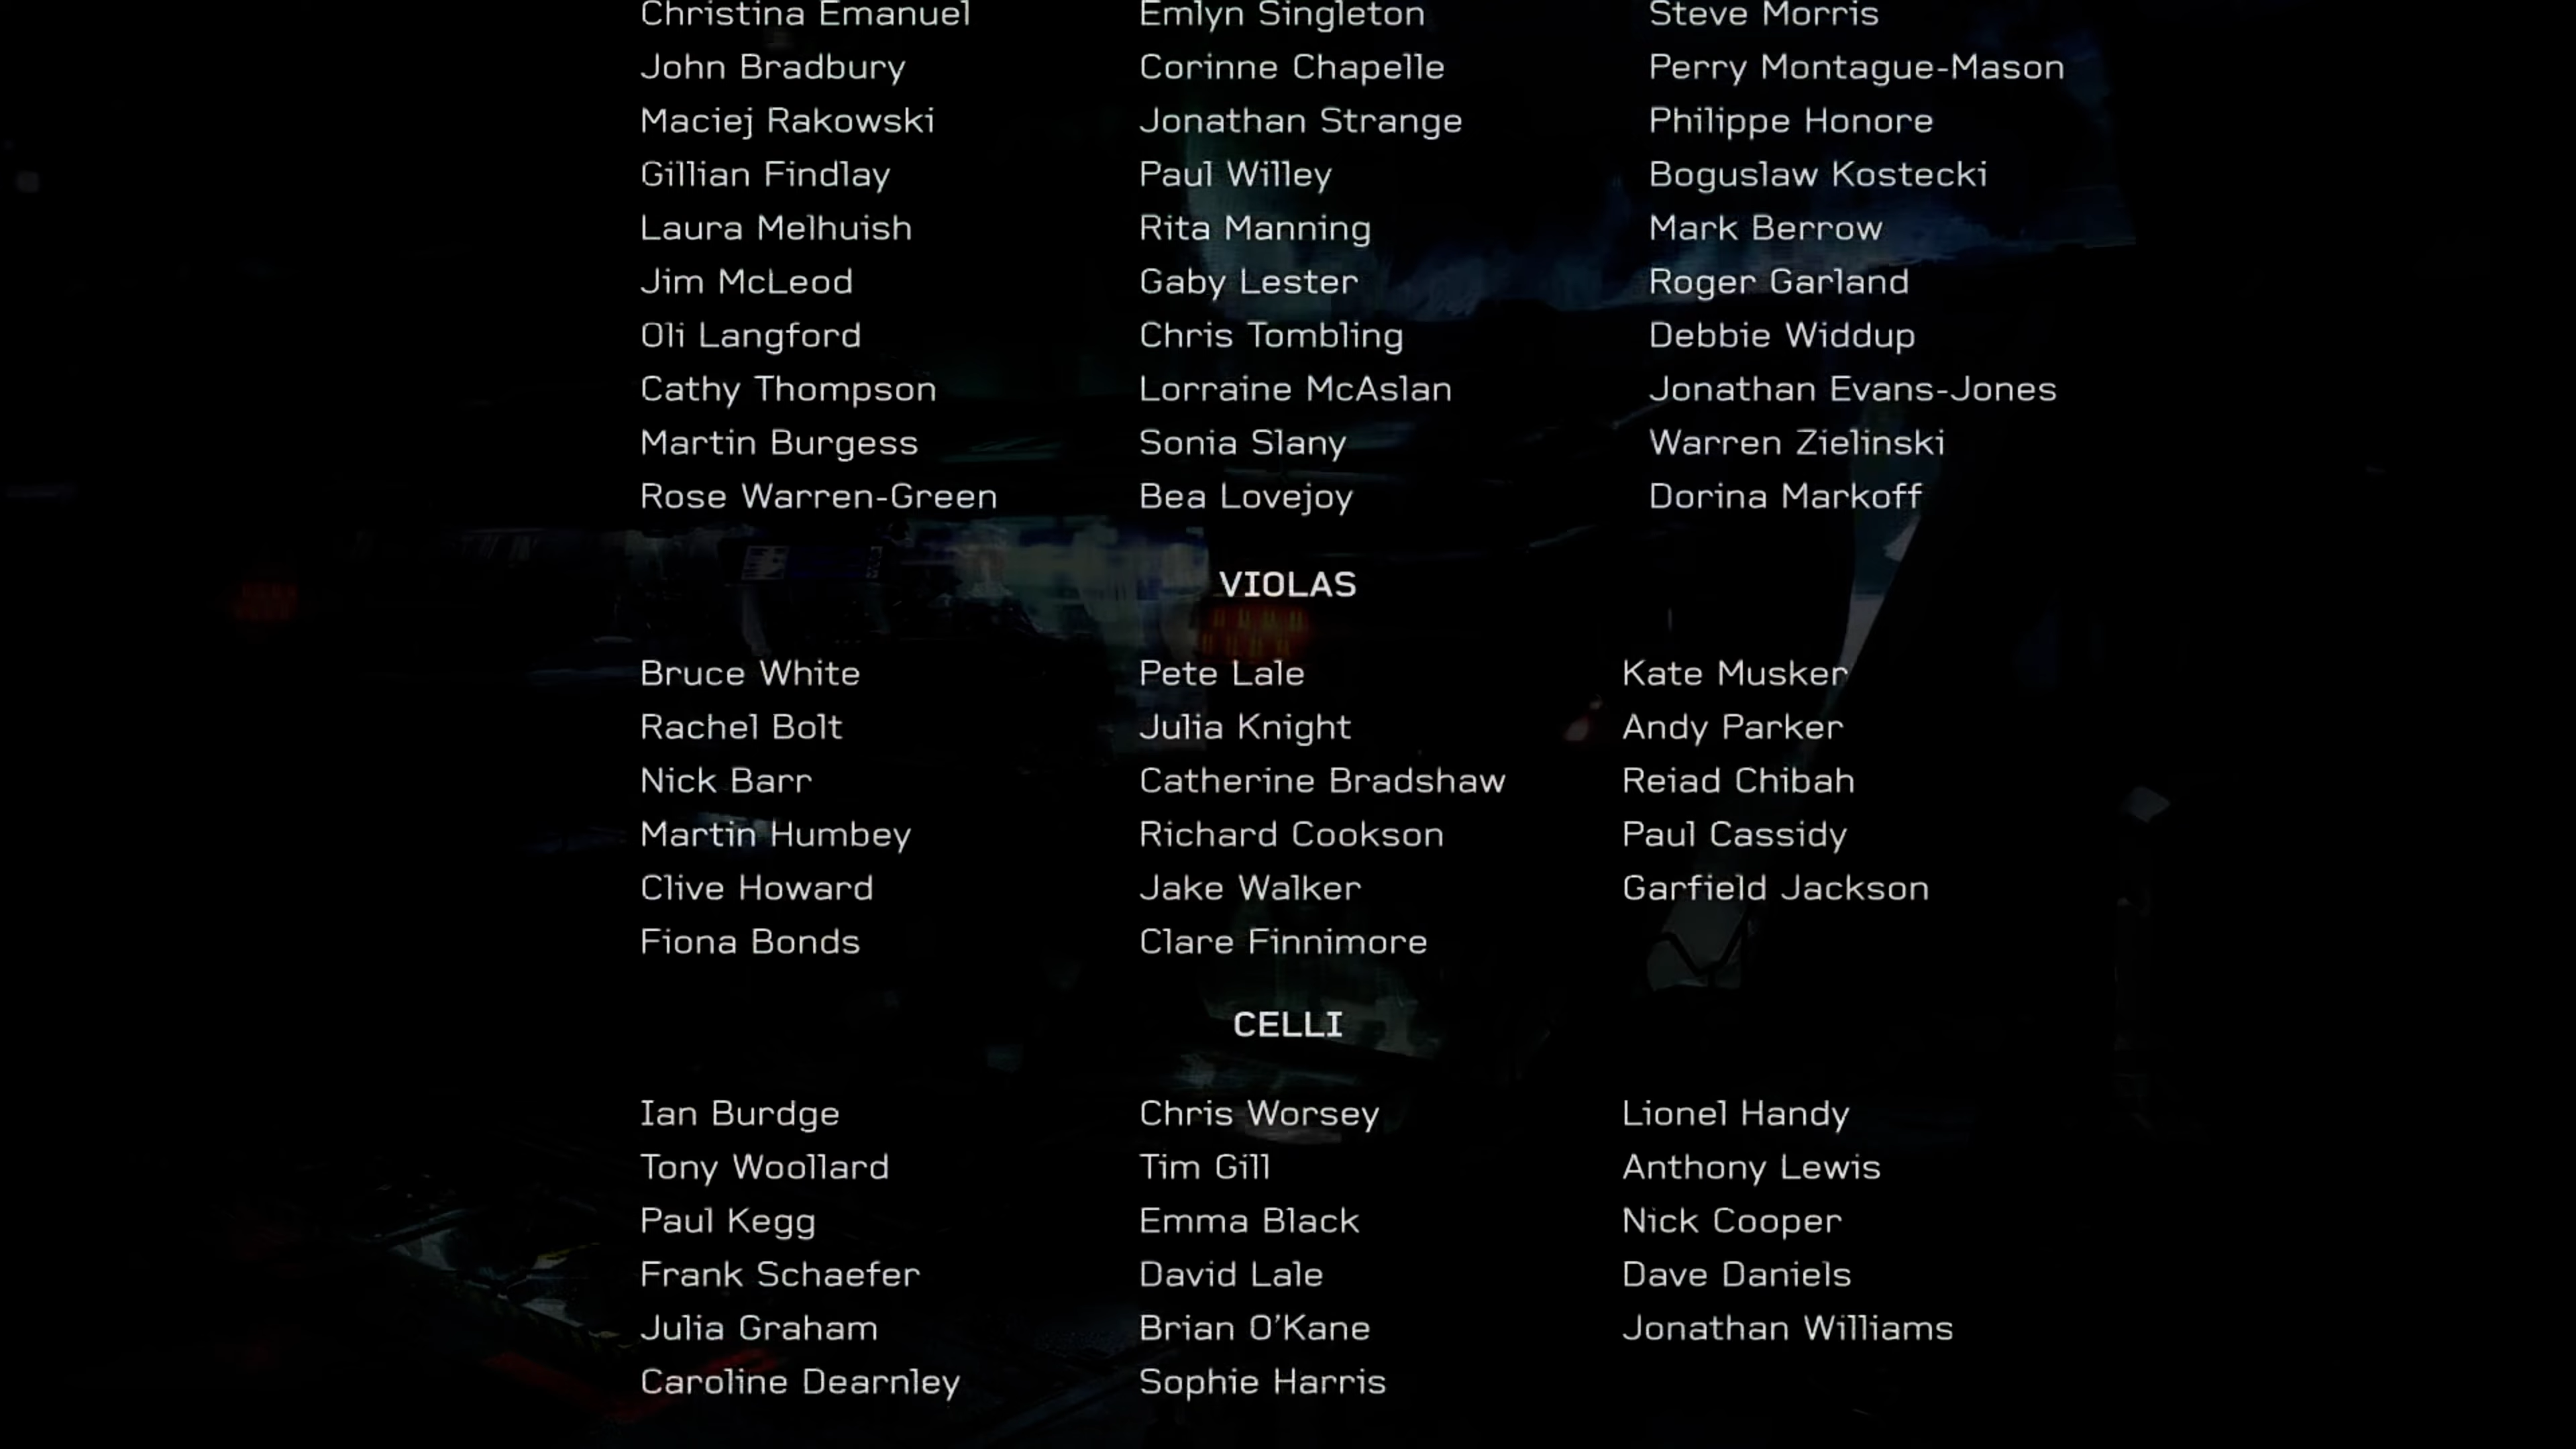 Christina Emanuel Emlyn Singleton Steve Morris
John Bradbury Corinne Chapelle Perry Montague-Mason
Maciej Rakowski Jonathan Strange Philippe Honore
Gillian Findlay Paul Willey Boguslaw Kostecki
Laura Melhuish Rita Manning Mark Berrow
Jim McLeod Gaby Lester Roger Garland
Oli Langford Chris Tombling Debbie Widdup
Cathy Thompson Lorraine McAslan Jonathan Evans-Jones
Martin Burgess Sonia Slany Warren Zielinski
Rose Warren-Green Bea Lovejoy Dorina Markoff
VIOLAS
Bruce White Pete Lale Kate Musker
Rachel Bolt Julia Knight Andy Parker
Nick Barr Catherine Bradshaw Reiad Chibah
Martin Humbey Richard Cookson Paul Cassidy
Clive Howard Jake Walker Garfield Jackson
Fiona Bonds Clare Finnimore
CELLI
Ian Burdge Chris Worsey Lionel Handy
Tony Woollard Tim Gill Anthony Lewis
Paul Kegg Emma Black Nick Cooper
Frank Schaefer David Lale Dave Daniels
Julia Graham Brian O'Kane Jonathan Williams
Caroline Dearnley Sophie Harris